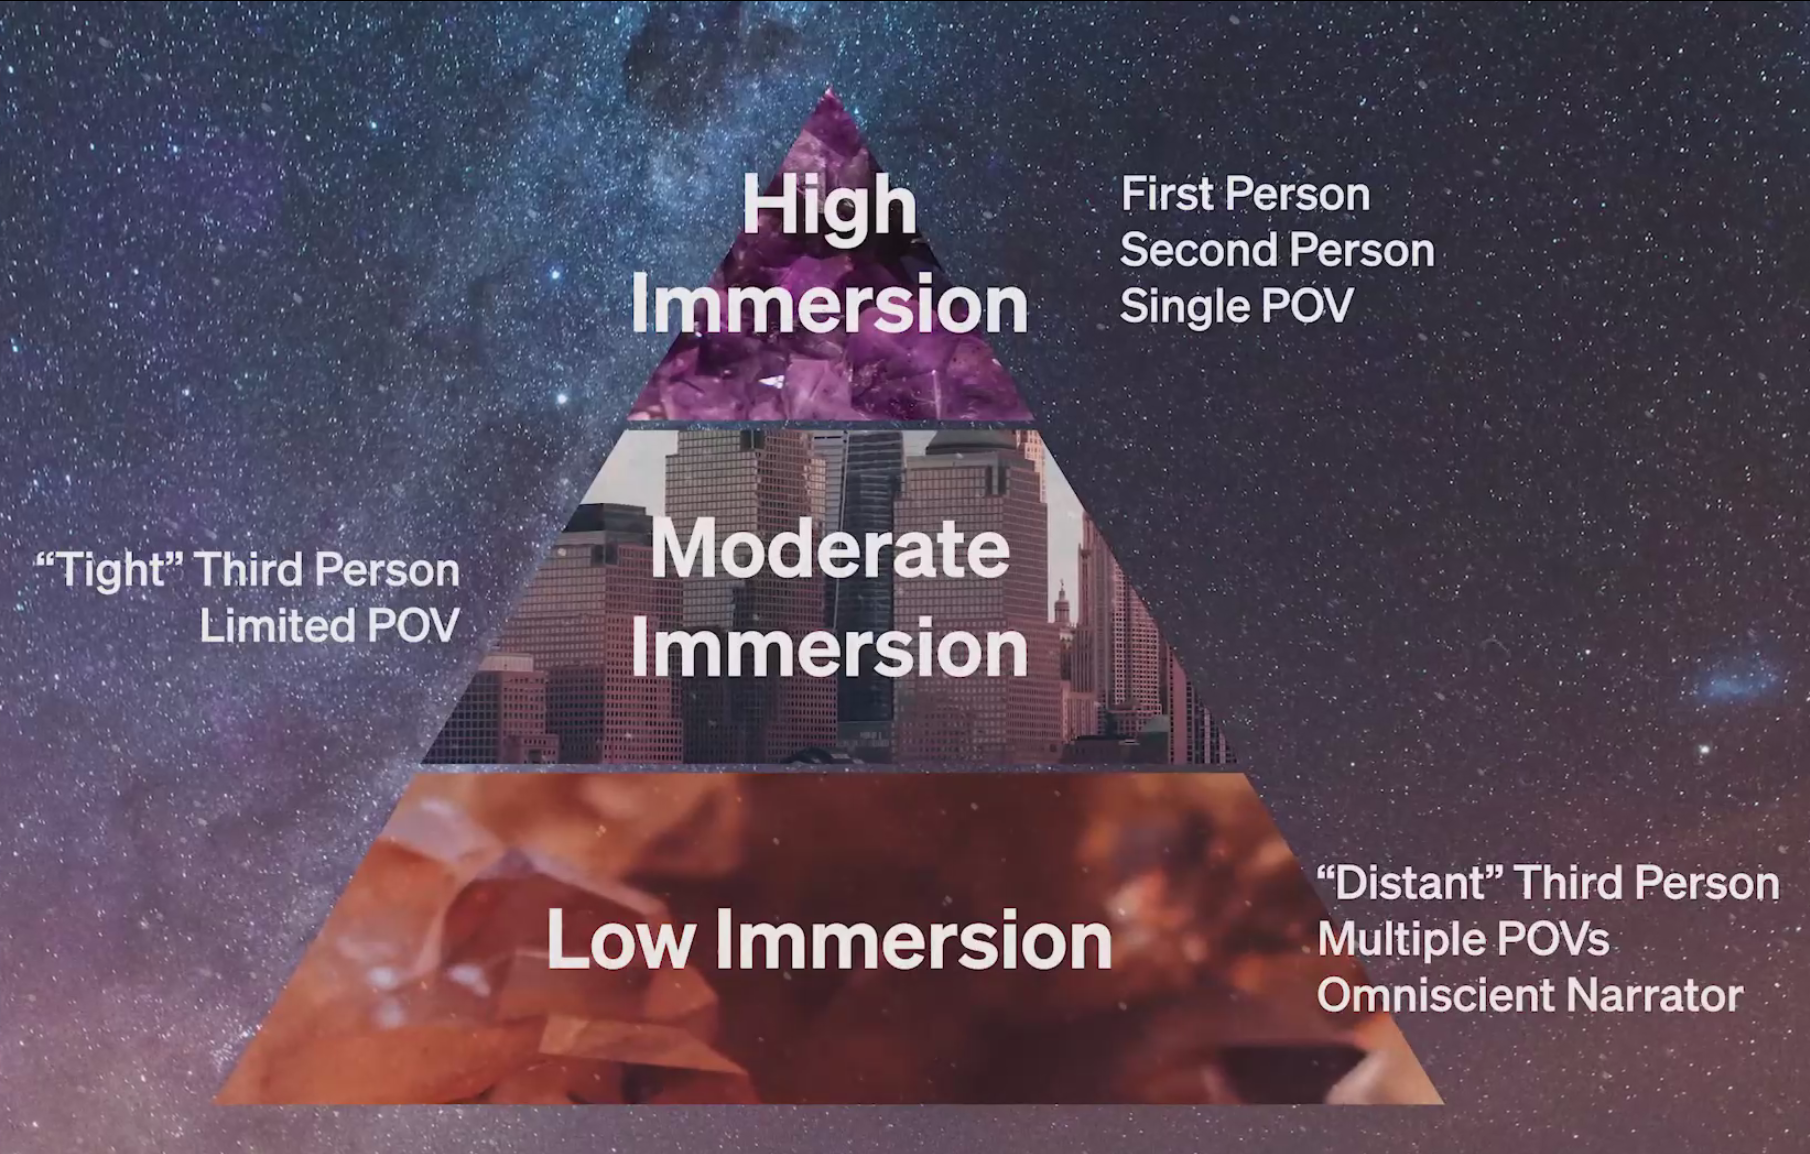 High
Immersion
First Person
Second Person
Single POV
“Tight” Third Person
Limited POV
Moderate
Immersion
Low Immersion
“Distant” Third Person
Multiple POVs
Omniscient Narrator